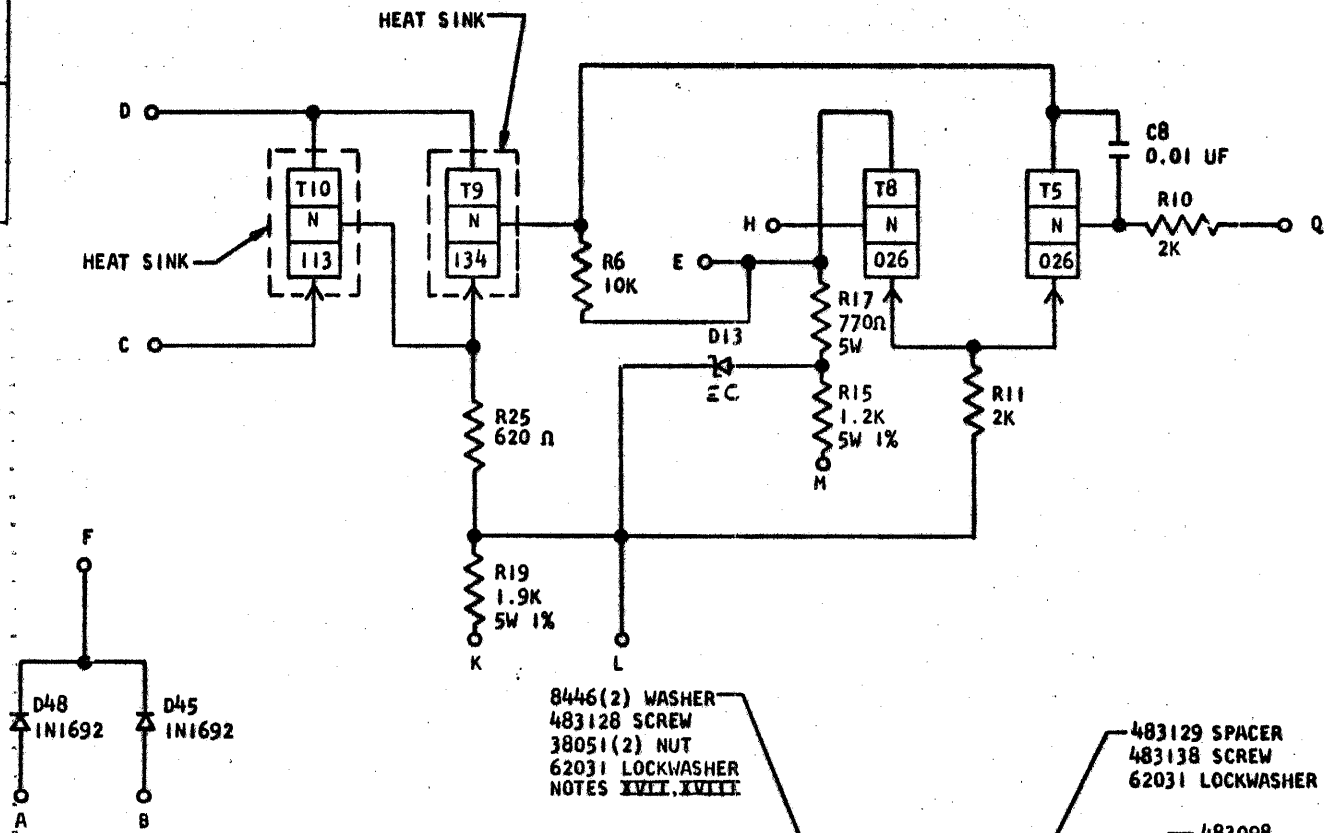 HEAT SINK
D
T10
N
113
T9
N
134
HEAT SINK
C
R6
10K
H
E
T8
N
026
T5
N
026
C8
0.01 UF
R10
2K
Q
R17
770Ω
5W
D13
R15
1.2K
5W 1%
M
R11
2K
R25
620 Ω
R19
1.9K
5W 1%
K
L
F
D48
1N1692
D45
1N1692
A
B
8446(2) WASHER
483128 SCREW
38051(2) NUT
62031 LOCKWASHER
NOTES XVII, XVIII
483129 SPACER
483138 SCREW
62031 LOCKWASHER